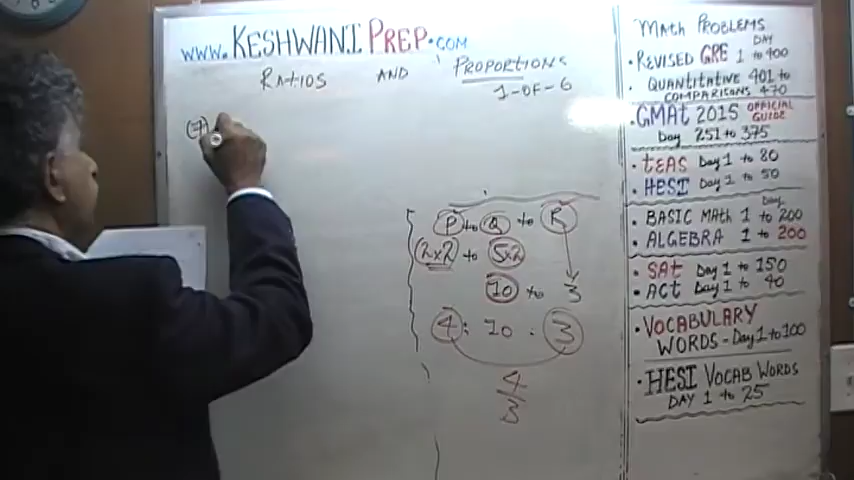 www.KESHWANIPREP.COM
RATIOS AND PROPORTIONS
1-OF-6
(7)
P to Q to R
(2x2) to 5x2
10 to 3
4 : 10 : 3
4/3
MATH PROBLEMS
DAY
• REVISED GRE 1 to 400
• QUANTITATIVE 401 to
COMPARISONS 470
• GMAT 2015 OFFICIAL GUIDE
Day 251 to 375
• TEAS Day 1 to 80
• HESI Day 1 to 50
Day
• BASIC MATH 1 to 200
• ALGEBRA 1 to 200
• SAt Day 1 to 150
• ACt Day 1 to 40
• VOCABULARY
WORDS - Day 1 to 100
• HESI VOCAB WORDS
DAY 1 to 25